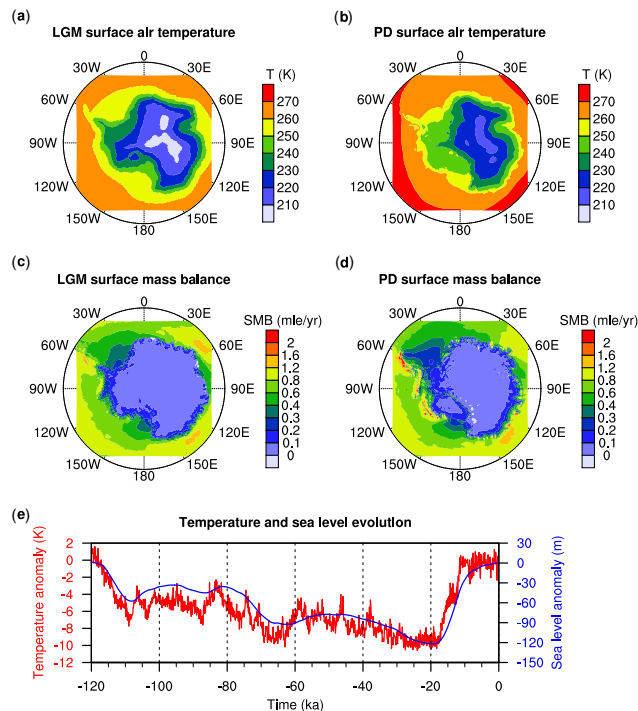 (a)
LGM surface air temperature
0
30W 30E
60W 60E
90W 90E
120W 120E
150W 150E
180
T (K)
270
260
250
240
230
220
210
(b)
PD surface air temperature
0
30W 30E
60W 60E
90W 90E
120W 120E
150W 150E
180
T (K)
270
260
250
240
230
220
210
(c)
LGM surface mass balance
0
30W 30E
60W 60E
90W 90E
120W 120E
150W 150E
180
SMB (mle/yr)
2
1.6
1.2
0.8
0.6
0.4
0.3
0.2
0.1
0
(d)
PD surface mass balance
0
30W 30E
60W 60E
90W 90E
120W 120E
150W 150E
180
SMB (mle/yr)
2
1.6
1.2
0.8
0.6
0.4
0.3
0.2
0.1
0
(e)
Temperature and sea level evolution
Temperature anomaly (K)
2
0
-2
-4
-6
-8
-10
-12
30
0
-30
-60
-90
-120
-150
Sea level anomaly (m)
-120 -100 -80 -60 -40 -20 0
Time (ka)